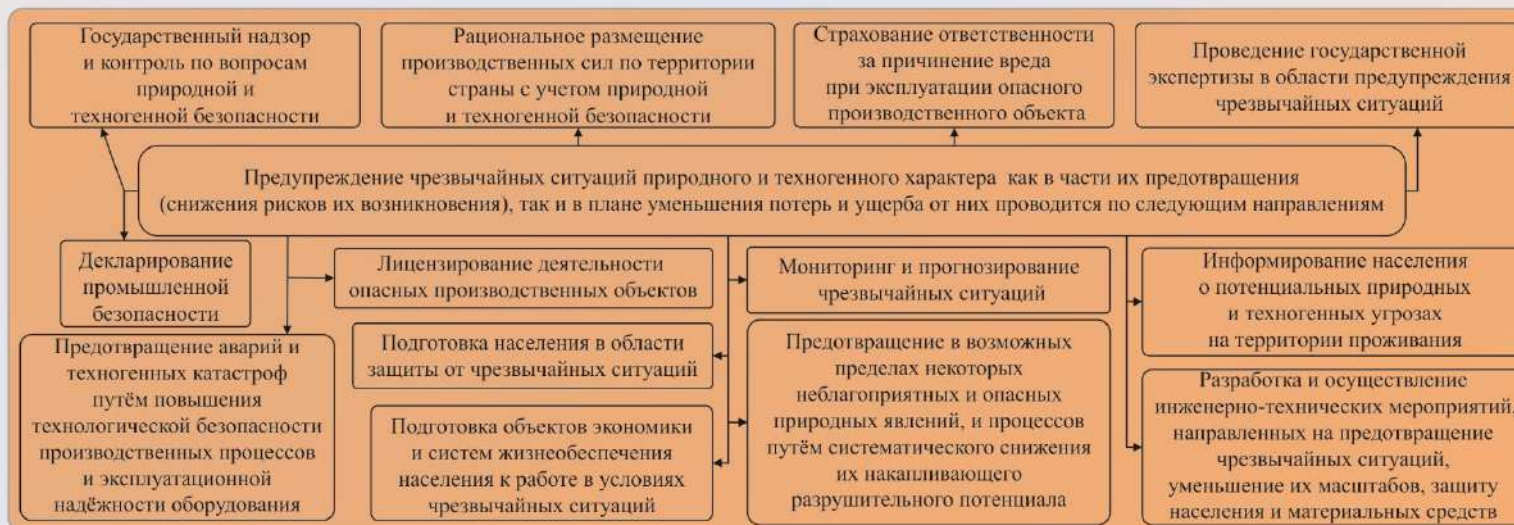 Государственный надзор
и контроль по вопросам
природной и
техногенной безопасности
Рациональное размещение
производственных сил по территории
страны с учетом природной
и техногенной безопасности
Страхование ответственности
за причинение вреда
при эксплуатации опасного
производственного объекта
Проведение государственной
экспертизы в области предупреждения
чрезвычайных ситуаций
Предупреждение чрезвычайных ситуаций природного и техногенного характера как в части их предотвращения
(снижения рисков их возникновения), так и в плане уменьшения потерь и ущерба от них проводится по следующим направлениям
Декларирование
промышленной
безопасности
Лицензирование деятельности
опасных производственных объектов
Мониторинг и прогнозирование
чрезвычайных ситуаций
Информирование населения
о потенциальных природных
и техногенных угрозах
на территории проживания
Предотвращение аварий и
техногенных катастроф
путём повышения
технологической безопасности
производственных процессов
и эксплуатационной
надёжности оборудования
Подготовка населения в области
защиты от чрезвычайных ситуаций
Подготовка объектов экономики
и систем жизнеобеспечения
населения к работе в условиях
чрезвычайных ситуаций
Предотвращение в возможных
пределах некоторых
неблагоприятных и опасных
природных явлений, и процессов
путём систематического снижения
их накапливающего
разрушительного потенциала
Разработка и осуществление
инженерно-технических мероприятий,
направленных на предотвращение
чрезвычайных ситуаций,
уменьшение их масштабов, защиту
населения и материальных средств